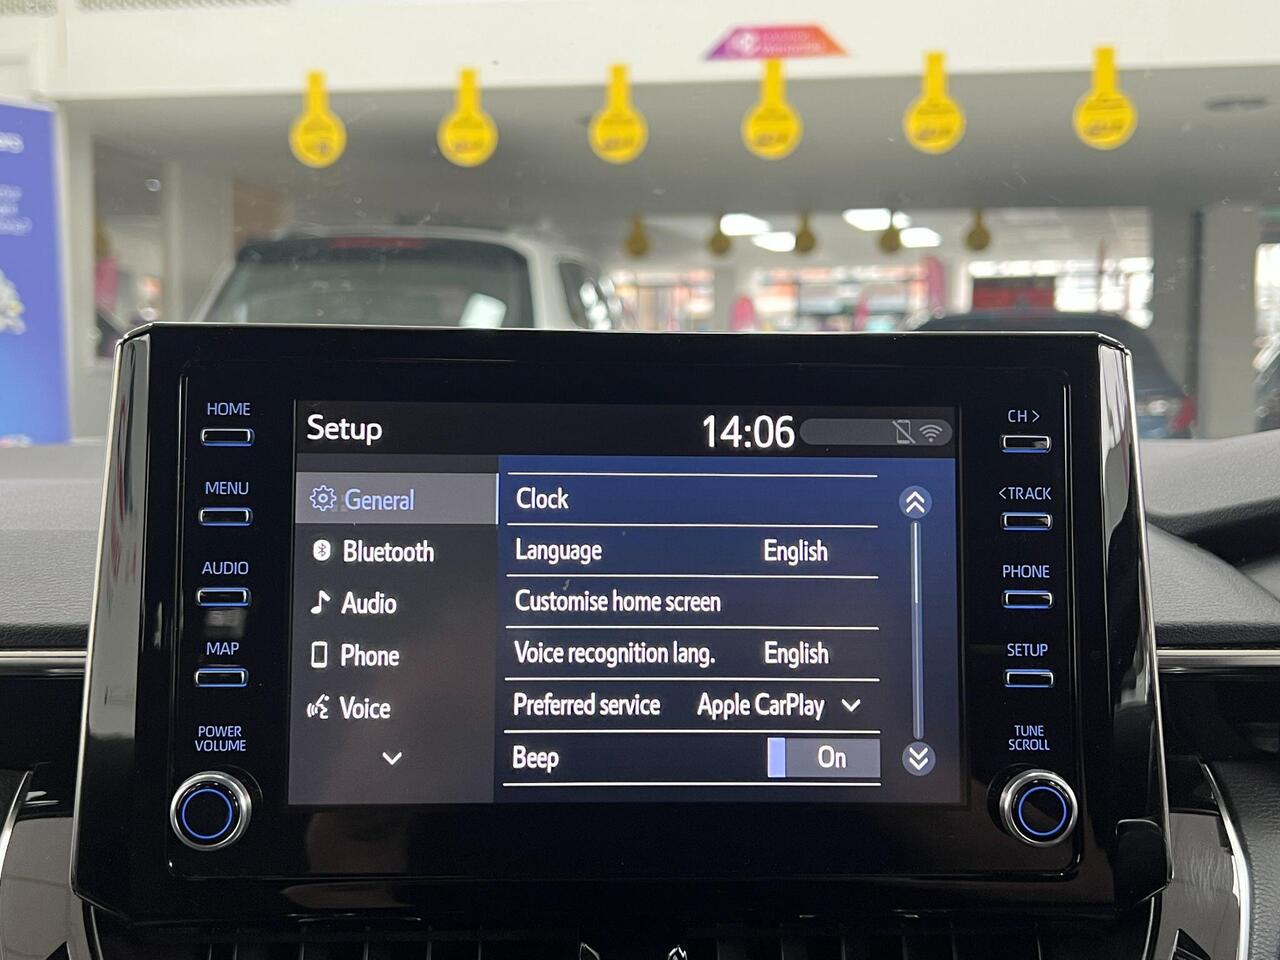 HOME
MENU
AUDIO
MAP
POWER
VOLUME
Setup
14:06
General
Bluetooth
Audio
Phone
Voice
Clock
Language English
Customise home screen
Voice recognition lang. English
Preferred service Apple CarPlay
Beep On
CH >
<TRACK
PHONE
SETUP
TUNE
SCROLL